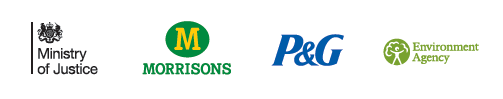 Ministry
of Justice
M
MORRISONS
P&G
Environment
Agency